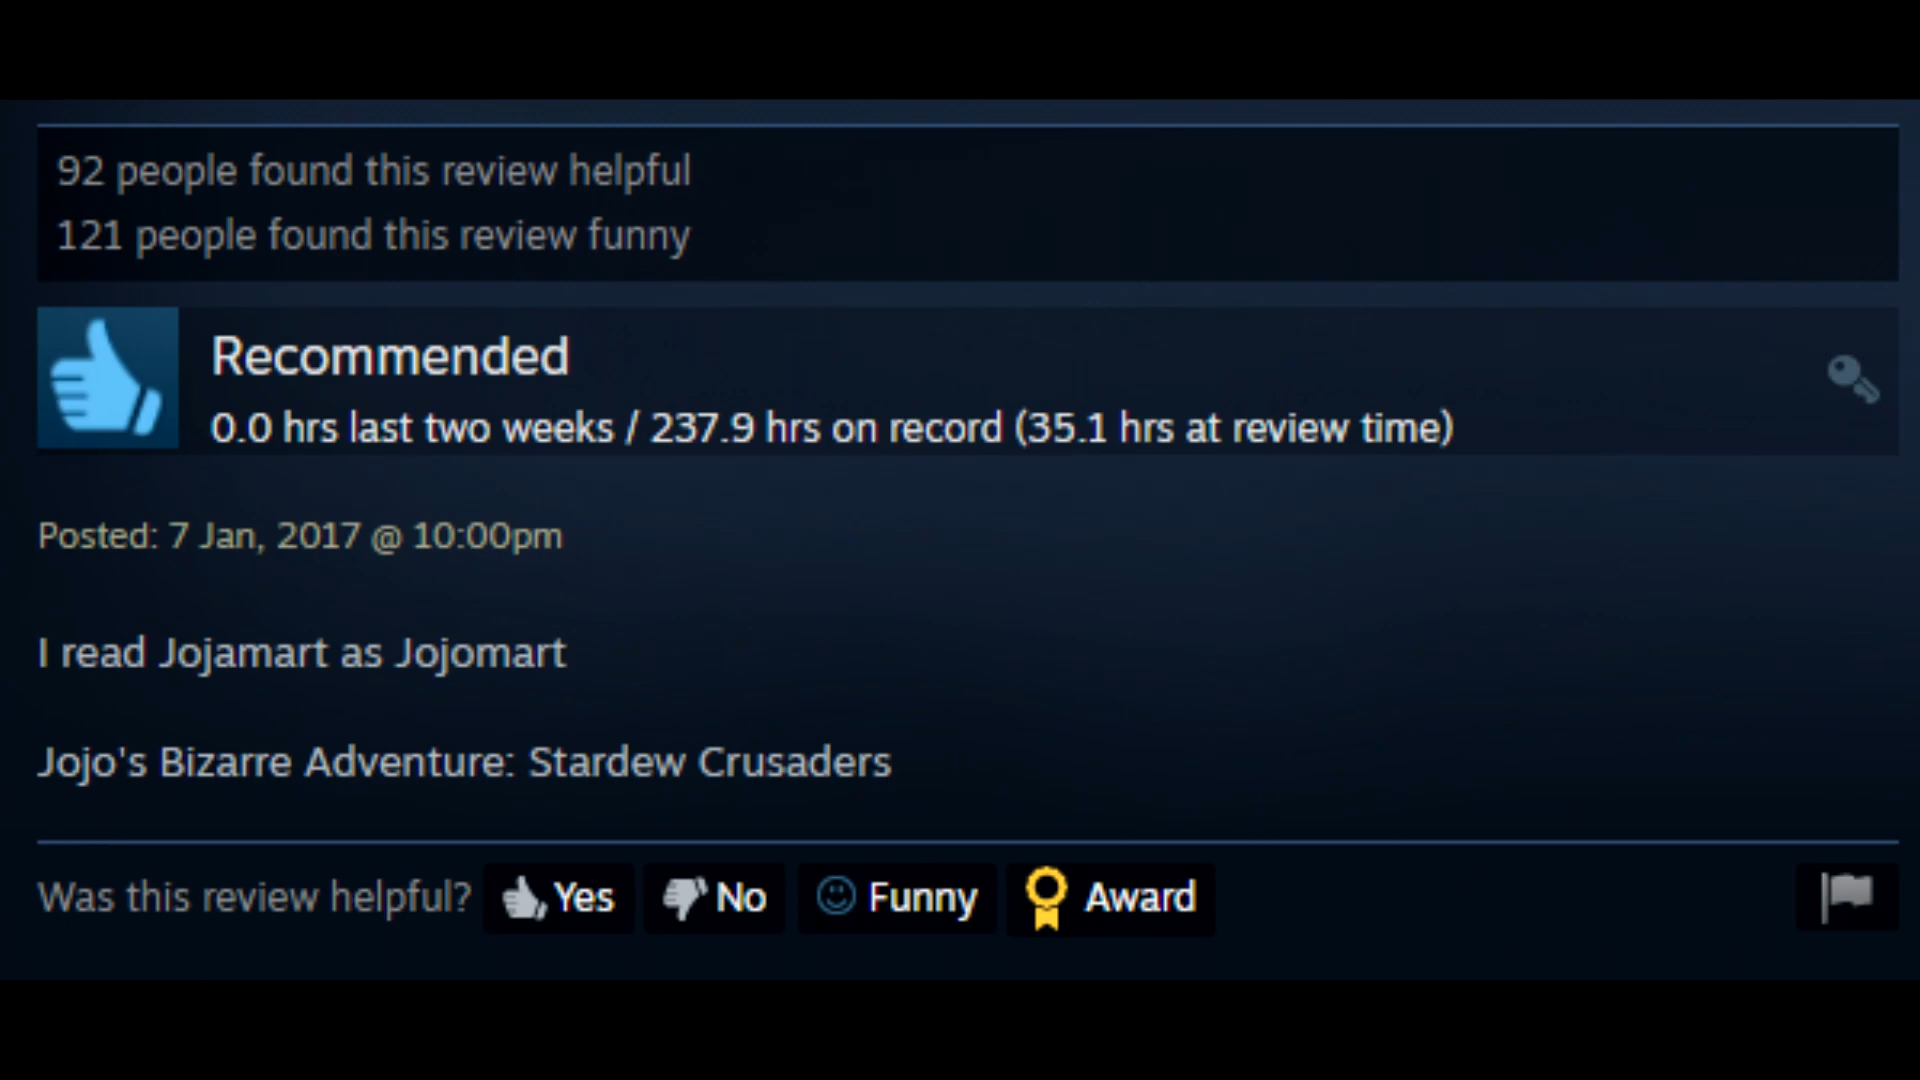 92 people found this review helpful
121 people found this review funny
Recommended
0.0 hrs last two weeks / 237.9 hrs on record (35.1 hrs at review time)
Posted: 7 Jan, 2017 @ 10:00pm
I read Jojamart as Jojomart
Jojo's Bizarre Adventure: Stardew Crusaders
Was this review helpful? Yes No Funny Award